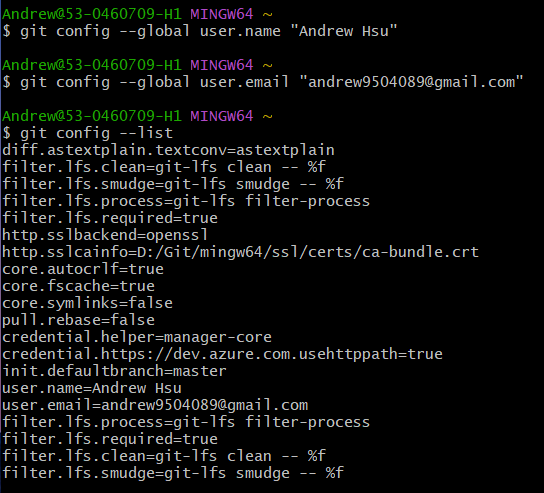 Andrew@53-0460709-H1 MINGW64 ~
$ git config --global user.name "Andrew Hsu"
Andrew@53-0460709-H1 MINGW64 ~
$ git config --global user.email "andrew9504089@gmail.com"
Andrew@53-0460709-H1 MINGW64 ~
$ git config --list
diff.astextplain.textconv=astextplain
filter.lfs.clean=git-lfs clean -- %f
filter.lfs.smudge=git-lfs smudge -- %f
filter.lfs.process=git-lfs filter-process
filter.lfs.required=true
http.sslbackend=openssl
http.sslcainfo=D:/Git/mingw64/ssl/certs/ca-bundle.crt
core.autocrlf=true
core.fscache=true
core.symlinks=false
pull.rebase=false
credential.helper=manager-core
credential.https://dev.azure.com.usehttppath=true
init.defaultbranch=master
user.name=Andrew Hsu
user.email=andrew9504089@gmail.com
filter.lfs.process=git-lfs filter-process
filter.lfs.required=true
filter.lfs.clean=git-lfs clean -- %f
filter.lfs.smudge=git-lfs smudge -- %f